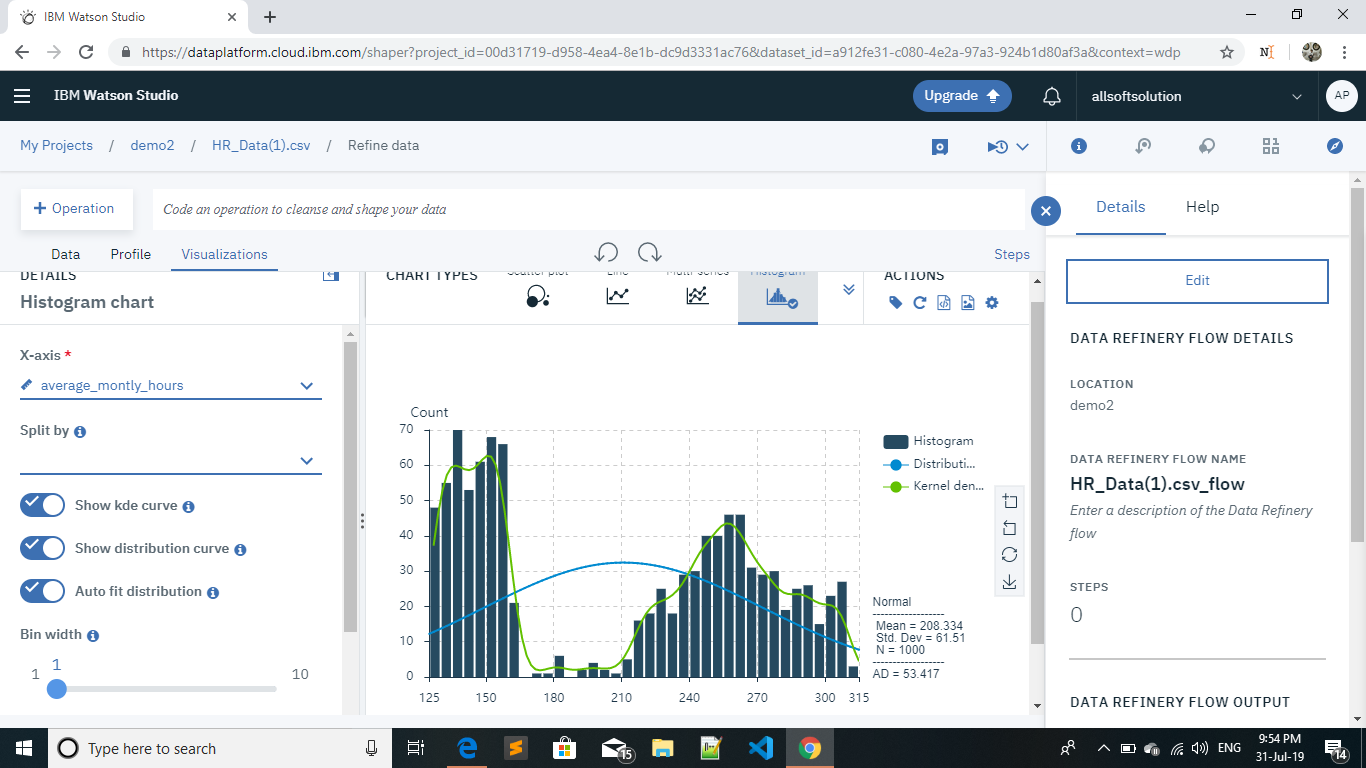 IBM Watson Studio
https://dataplatform.cloud.ibm.com/shaper?project_id=00d31719-d958-4ea4-8e1b-dc9d3331ac76&dataset_id=a912fe31-c080-4e2a-97a3-924b1d80af3a&context=wdp
IBM Watson Studio
Upgrade
allsoftsolution
AP
My Projects / demo2 / HR_Data(1).csv / Refine data
+ Operation
Code an operation to cleanse and shape your data
Data Profile Visualizations
Steps
DETAILS
Histogram chart
X-axis *
average_montly_hours
Split by
Show kde curve
Show distribution curve
Auto fit distribution
Bin width
1
1 10
CHART TYPES
Scatter plot Line Multi-series Histogram
ACTIONS
Count
70
60
50
40
30
20
10
0
125 150 180 210 240 270 300 315
Histogram
Distributi...
Kernel den...
Normal
------------------
Mean = 208.334
Std. Dev = 61.51
N = 1000
------------------
AD = 53.417
Details Help
Edit
DATA REFINERY FLOW DETAILS
LOCATION
demo2
DATA REFINERY FLOW NAME
HR_Data(1).csv_flow
Enter a description of the Data Refinery
flow
STEPS
0
DATA REFINERY FLOW OUTPUT
Type here to search
15
ENG
9:54 PM
31-Jul-19
14